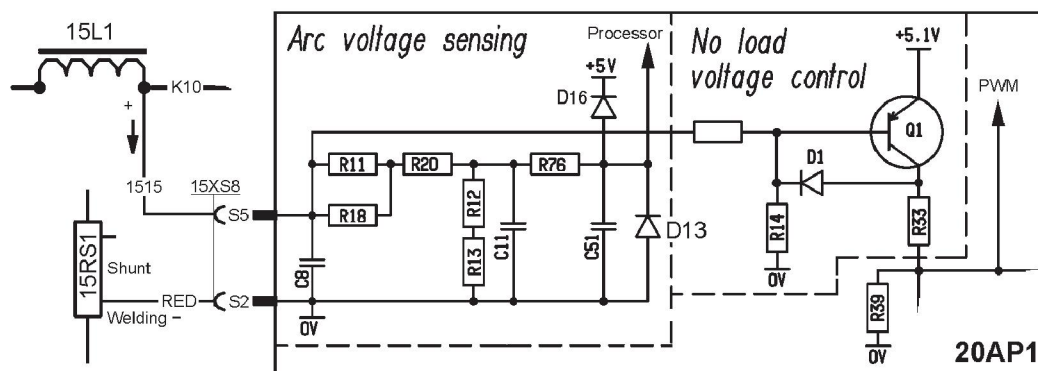 15L1
K10
+
1515
15XS8
S5
15RS1
Shunt
RED
S2
Welding –
Arc voltage sensing
Processor
+5V
D16
R11
R20
R76
R18
R12
R13
C11
C51
D13
C8
0V
No load
voltage control
+5.1V
Q1
PWM
D1
R14
R33
0V
R39
0V
20AP1